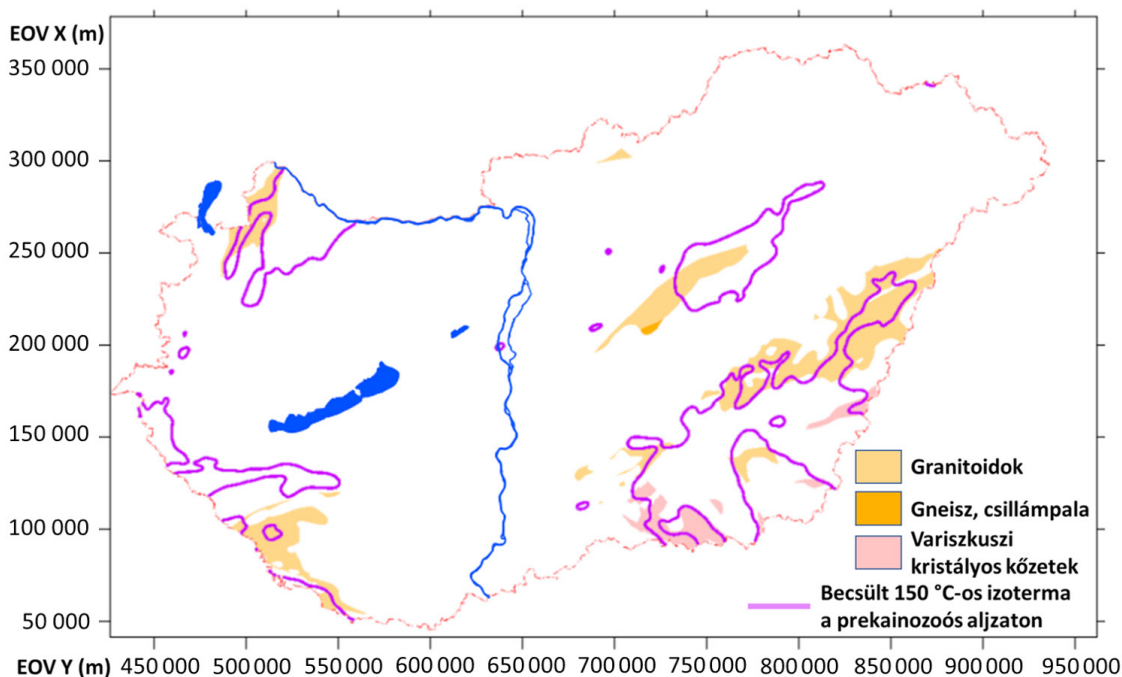 EOV X (m)
350 000
300 000
250 000
200 000
150 000
100 000
50 000
Granitoidok
Gneisz, csillámpala
Variszkuszi
kristályos kőzetek
Becsült 150 °C-os izoterma
a prekainozoós aljzaton
EOV Y (m) 450 000 500 000 550 000 600 000 650 000 700 000 750 000 800 000 850 000 900 000 950 000